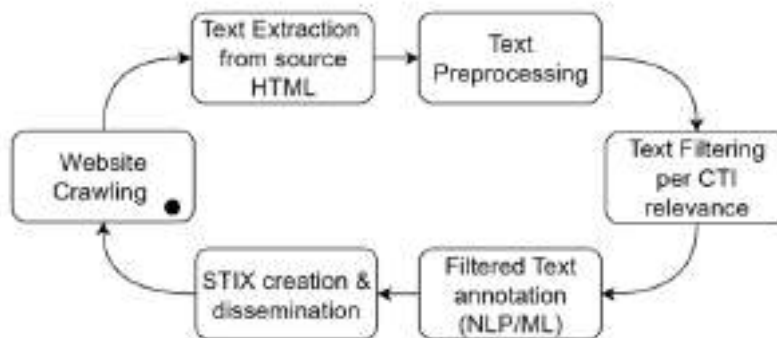 Text Extraction
from source
HTML
Text
Preprocessing
Website
Crawling
Text Filtering
per CTI
relevance
STIX creation &
dissemination
Filtered Text
annotation
(NLP/ML)